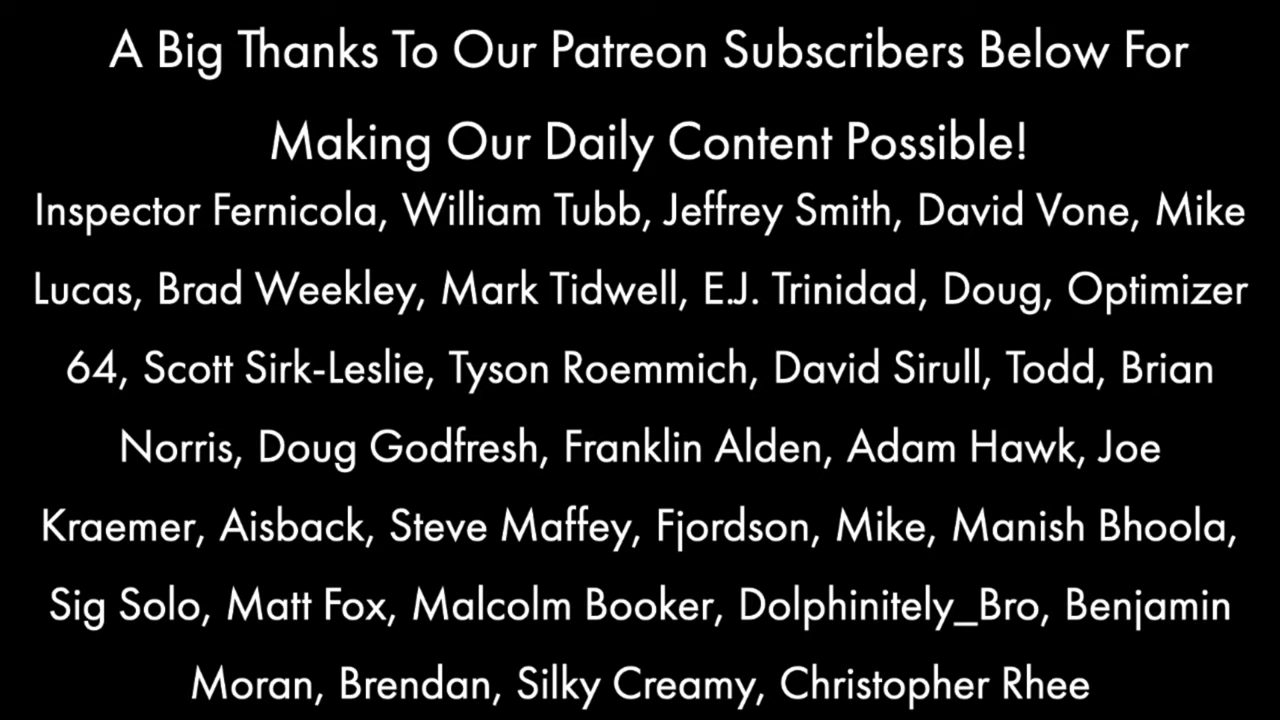 A Big Thanks To Our Patreon Subscribers Below For
Making Our Daily Content Possible!
Inspector Fernicola, William Tubb, Jeffrey Smith, David Vone, Mike
Lucas, Brad Weekley, Mark Tidwell, E.J. Trinidad, Doug, Optimizer
64, Scott Sirk-Leslie, Tyson Roemmich, David Sirull, Todd, Brian
Norris, Doug Godfresh, Franklin Alden, Adam Hawk, Joe
Kraemer, Aisback, Steve Maffey, Fjordson, Mike, Manish Bhoola,
Sig Solo, Matt Fox, Malcolm Booker, Dolphinitely_Bro, Benjamin
Moran, Brendan, Silky Creamy, Christopher Rhee